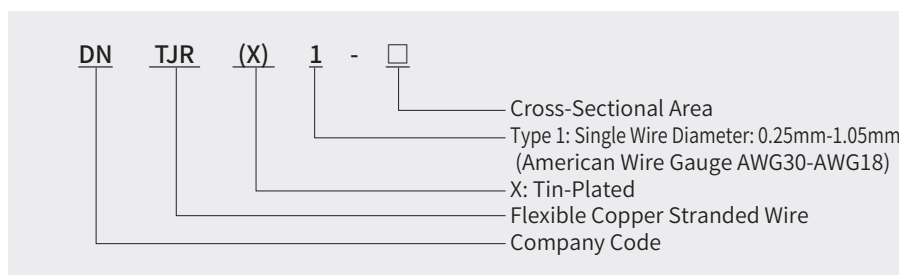 DN TJR (X) 1 - □
Cross-Sectional Area
Type 1: Single Wire Diameter: 0.25mm-1.05mm
(American Wire Gauge AWG30-AWG18)
X: Tin-Plated
Flexible Copper Stranded Wire
Company Code